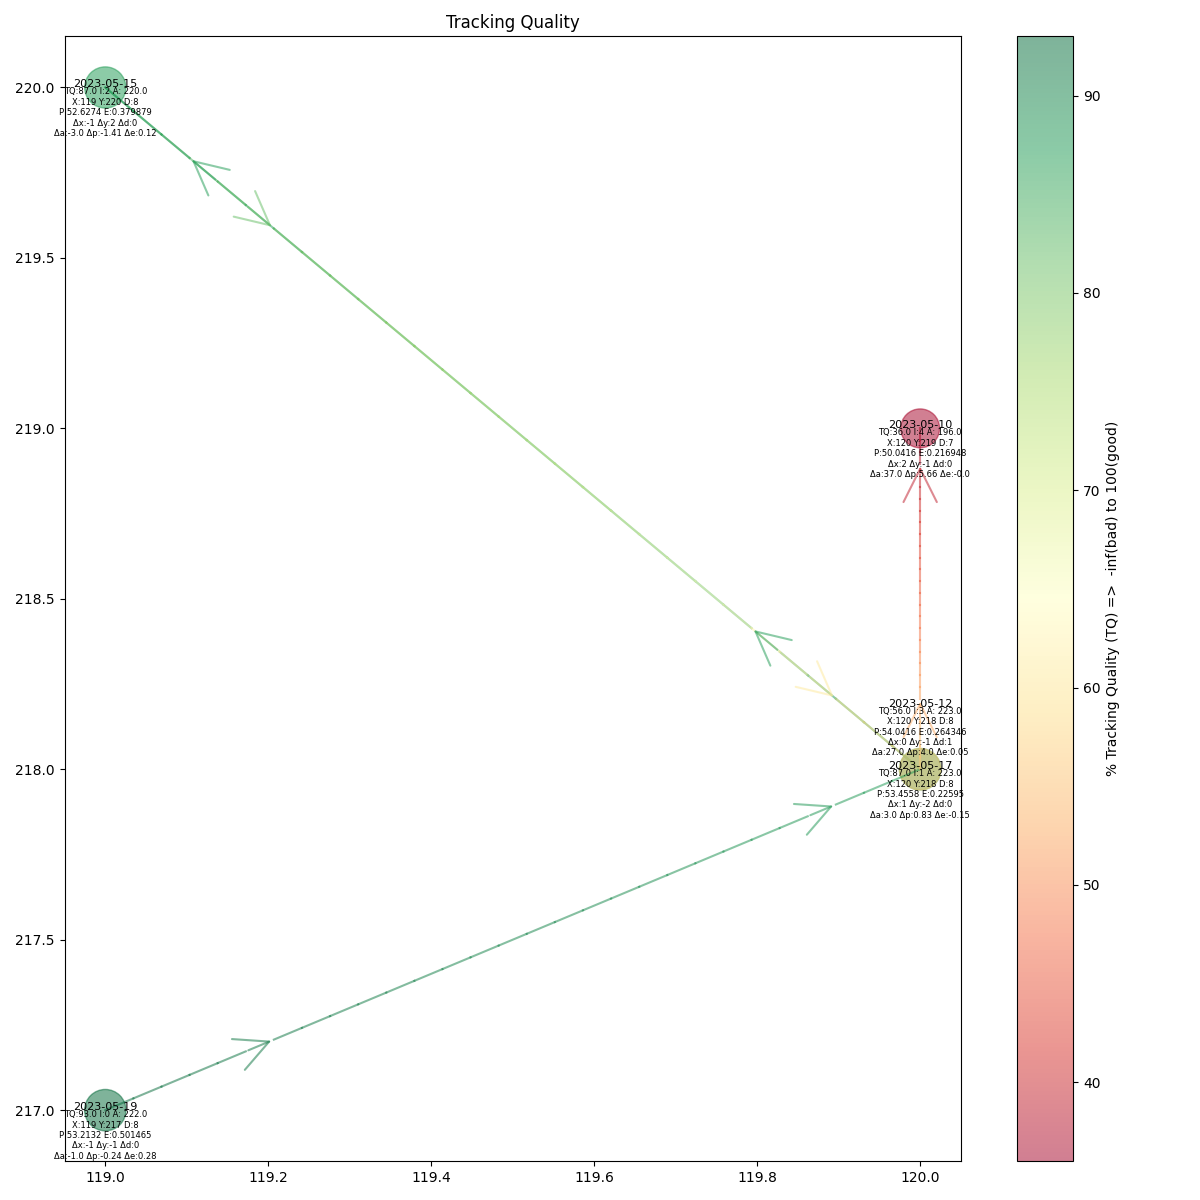 Tracking Quality
220.0
219.5
219.0
218.5
218.0
217.5
217.0
119.0
119.2
119.4
119.6
119.8
120.0
2023-05-15
TQ:87.0 I:2 A: 220.0
X:119 Y:220 D:8
P:52.6274 E:0.379879
Δx:-1 Δy:2 Δd:0
Δa:-3.0 Δp:-1.41 Δe:0.12
2023-05-10
TQ:36.0 I:4 A: 196.0
X:120 Y:219 D:7
P:50.0416 E:0.216948
Δx:2 Δy:-1 Δd:0
Δa:37.0 Δp:5.66 Δe:-0.0
2023-05-12
TQ:56.0 I:3 A: 223.0
X:120 Y:218 D:8
P:54.0416 E:0.264346
Δx:0 Δy:-1 Δd:1
Δa:27.0 Δp:4.0 Δe:0.05
2023-05-17
TQ:87.0 I:1 A: 223.0
X:120 Y:218 D:8
P:53.4558 E:0.22595
Δx:1 Δy:-2 Δd:0
Δa:3.0 Δp:0.83 Δe:-0.15
2023-05-19
TQ:93.0 I:0 A: 222.0
X:119 Y:217 D:8
P:53.2132 E:0.501465
Δx:-1 Δy:-1 Δd:0
Δa:-1.0 Δp:-0.24 Δe:0.28
90
80
70
60
50
40
% Tracking Quality (TQ) => -inf(bad) to 100(good)